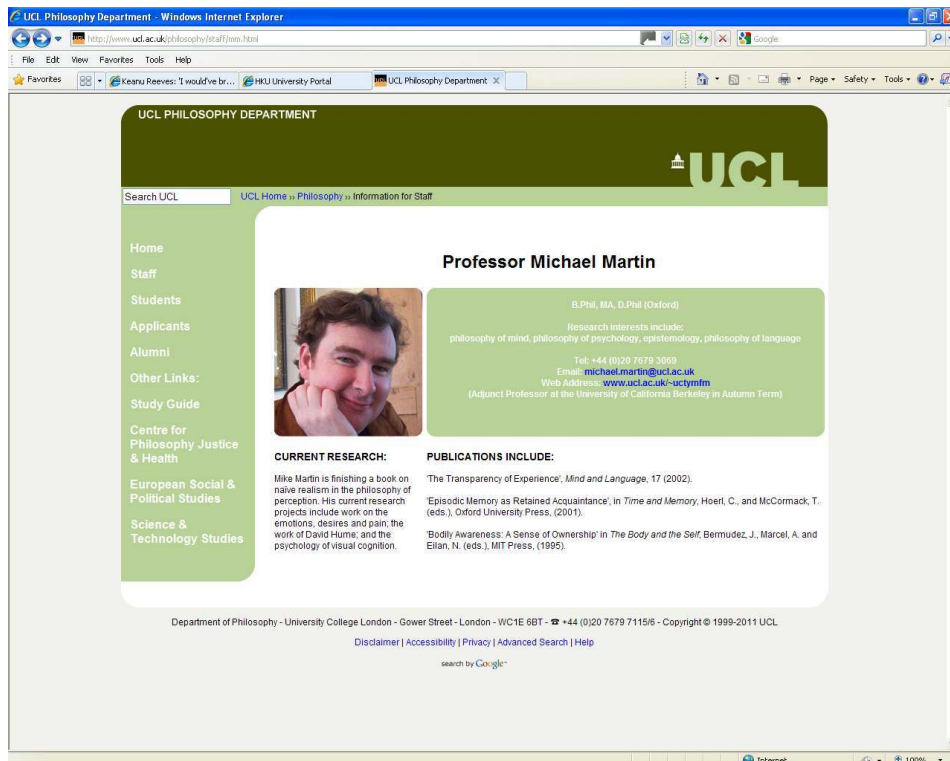 UCL Philosophy Department - Windows Internet Explorer
http://www.ucl.ac.uk/philosophy/staff/mm.html
Google
File Edit View Favorites Tools Help
Favorites
Keanu Reeves: 'I would've br...
HKU University Portal
UCL Philosophy Department
Page Safety Tools
UCL PHILOSOPHY DEPARTMENT
UCL
Search UCL
UCL Home ›› Philosophy ›› Information for Staff
Home
Staff
Students
Applicants
Alumni
Other Links:
Study Guide
Centre for
Philosophy Justice
& Health
European Social &
Political Studies
Science &
Technology Studies
Professor Michael Martin
B.Phil, MA, D.Phil (Oxford)
Research interests include:
philosophy of mind, philosophy of psychology, epistemology, philosophy of language
Tel: +44 (0)20 7679 3069
Email: michael.martin@ucl.ac.uk
Web Address: www.ucl.ac.uk/~uctymfm
(Adjunct Professor at the University of California Berkeley in Autumn Term)
CURRENT RESEARCH:
Mike Martin is finishing a book on
naive realism in the philosophy of
perception. His current research
projects include work on the
emotions, desires and pain; the
work of David Hume; and the
psychology of visual cognition.
PUBLICATIONS INCLUDE:
'The Transparency of Experience', Mind and Language, 17 (2002).
'Episodic Memory as Retained Acquaintance', in Time and Memory, Hoerl, C., and McCormack, T.
(eds.), Oxford University Press, (2001).
'Bodily Awareness: A Sense of Ownership' in The Body and the Self, Bermudez, J., Marcel, A. and
Eilan, N. (eds.), MIT Press, (1995).
Department of Philosophy - University College London - Gower Street - London - WC1E 6BT - ☎ +44 (0)20 7679 7115/6 - Copyright © 1999-2011 UCL
Disclaimer | Accessibility | Privacy | Advanced Search | Help
search by Google
Internet
100%